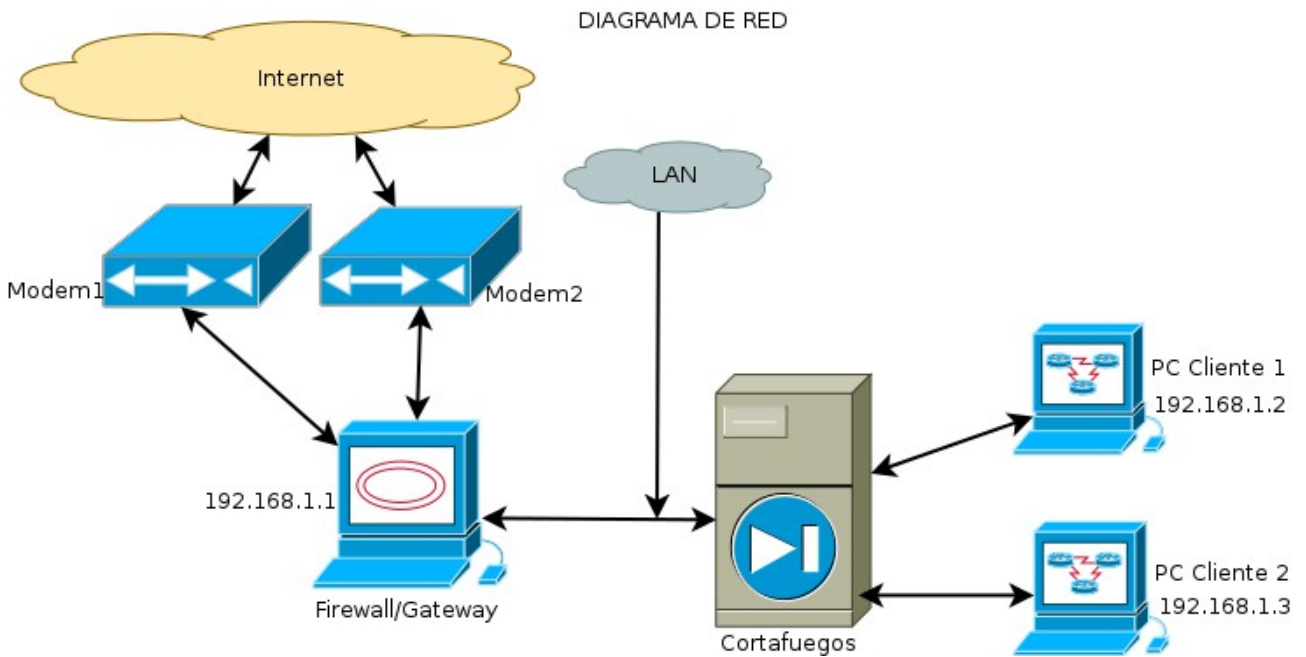 DIAGRAMA DE RED
Internet
LAN
Modem1
Modem2
PC Cliente 1
192.168.1.2
192.168.1.1
Firewall/Gateway
Cortafuegos
PC Cliente 2
192.168.1.3